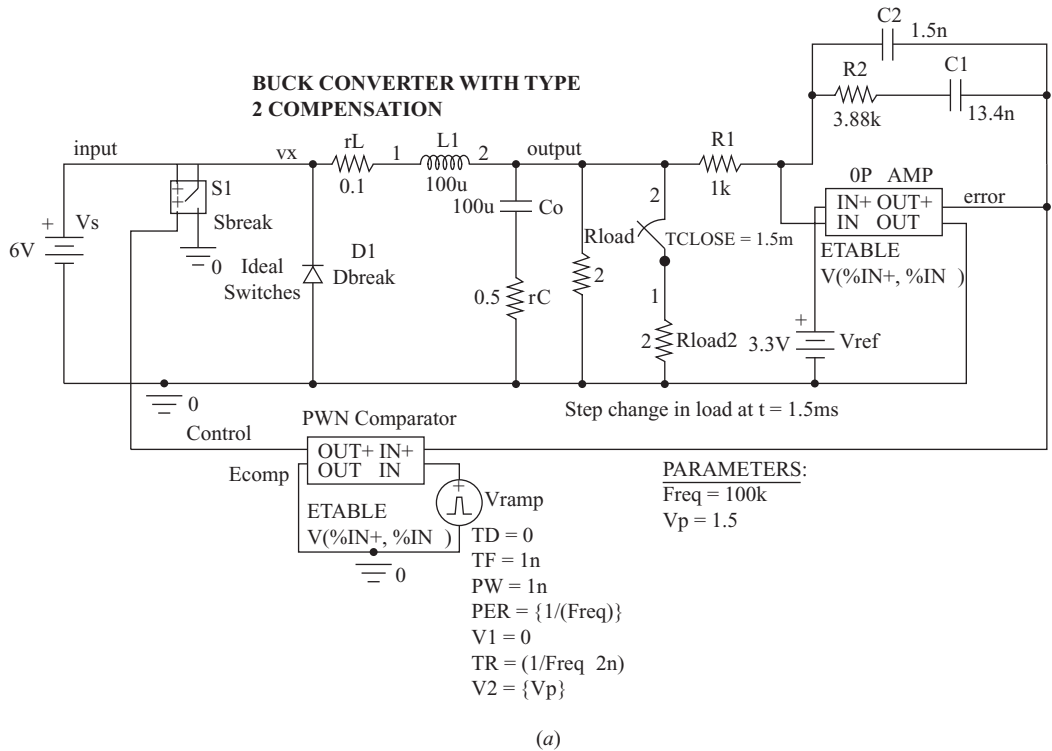 C2
1.5n
R2
C1
3.88k
13.4n
BUCK CONVERTER WITH TYPE
2 COMPENSATION
input
vx
rL
1
L1
2
output
R1
0.1
100u
1k
S1
Sbreak
0
+
Vs
6V
100u
Co
2
Rload
TCLOSE = 1.5m
0P AMP
IN+ OUT+
IN OUT
error
ETABLE
V(%IN+, %IN )
Ideal
Switches
D1
Dbreak
0.5
rC
2
1
2
Rload2
+
3.3V
Vref
0
Step change in load at t = 1.5ms
PWN Comparator
Control
OUT+ IN+
OUT IN
Ecomp
+
Vramp
ETABLE
V(%IN+, %IN )
0
PARAMETERS:
Freq = 100k
Vp = 1.5
TD = 0
TF = 1n
PW = 1n
PER = {1/(Freq)}
V1 = 0
TR = (1/Freq 2n)
V2 = {Vp}
(a)